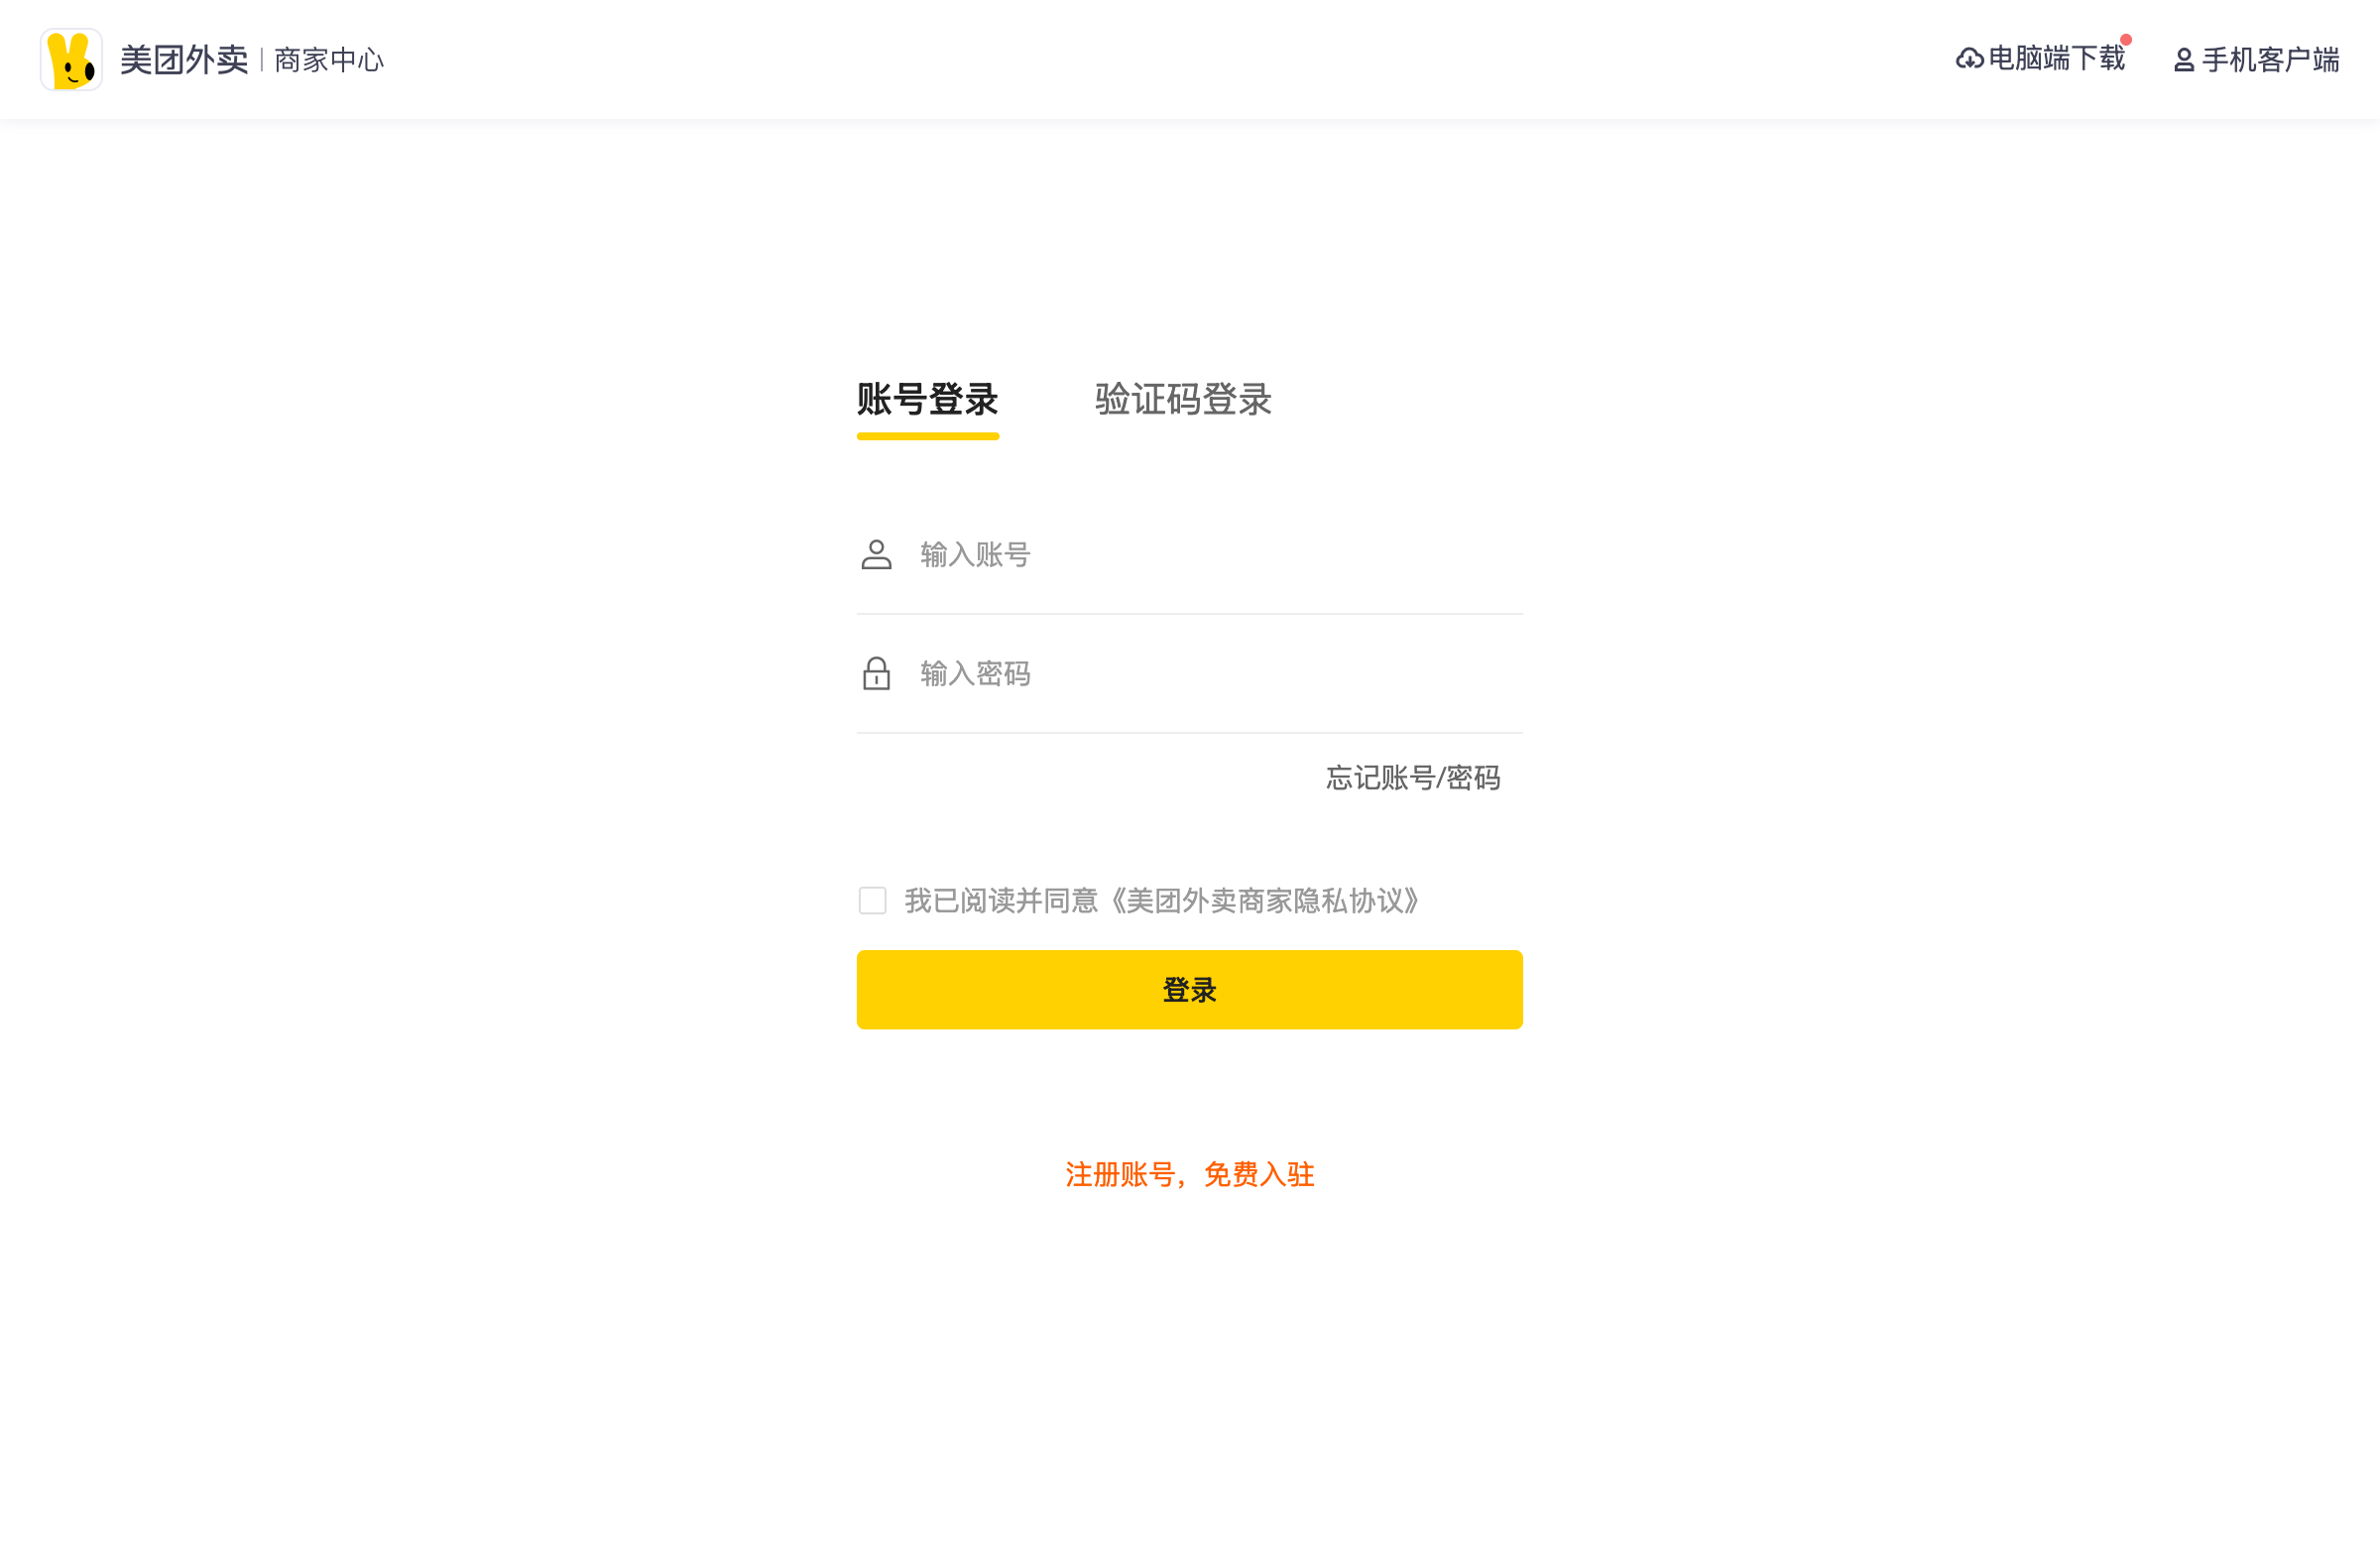 美团外卖 | 商家中心 电脑端下载 手机客户端
账号登录 验证码登录
输入账号
输入密码
忘记账号/密码
我已阅读并同意《美团外卖商家隐私协议》
登录
注册账号，免费入驻